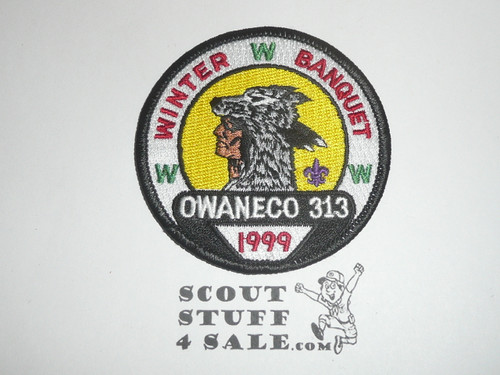 WINTER W BANQUET
W W
OWANECO 313
1999
SCOUT
STUFF
4 SALE.com